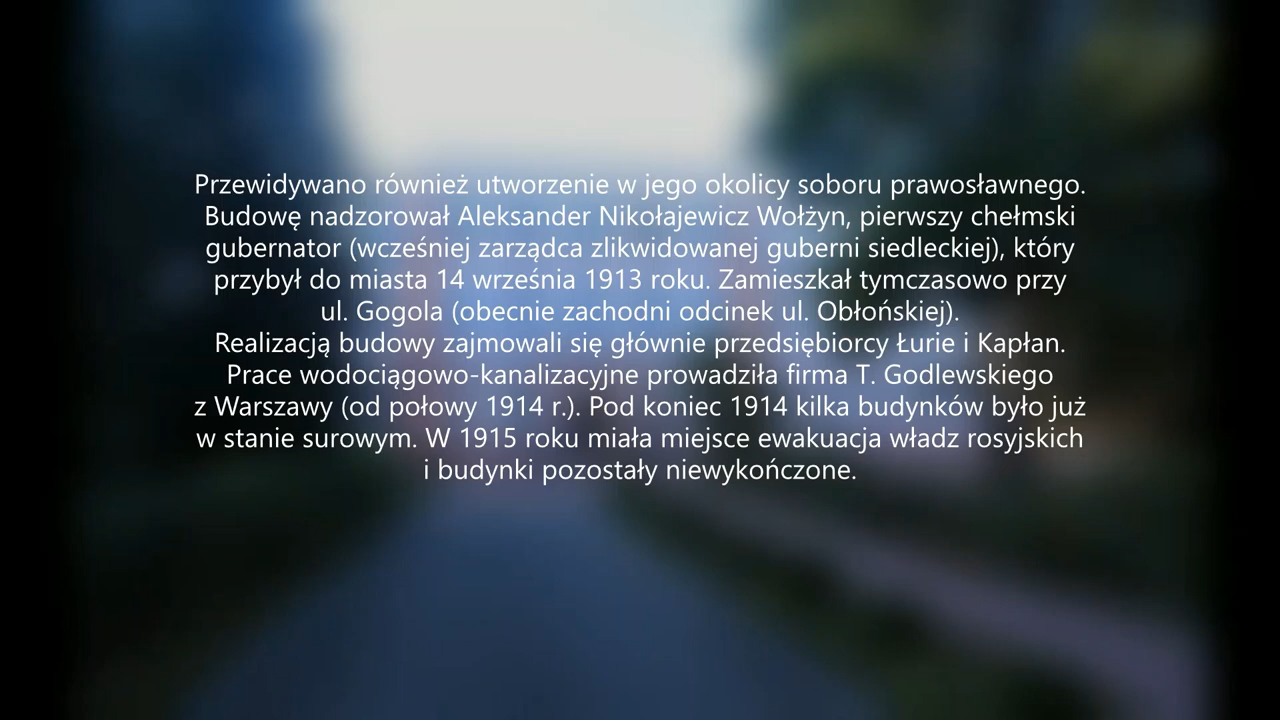 Przewidywano również utworzenie w jego okolicy soboru prawosławnego.
Budowę nadzorował Aleksander Nikołajewicz Wołżyn, pierwszy chełmski
gubernator (wcześniej zarządca zlikwidowanej guberni siedleckiej), który
przybył do miasta 14 września 1913 roku. Zamieszkał tymczasowo przy
ul. Gogola (obecnie zachodni odcinek ul. Obłońskiej).
Realizacją budowy zajmowali się głównie przedsiębiorcy Łurie i Kapłan.
Prace wodociągowo-kanalizacyjne prowadziła firma T. Godlewskiego
z Warszawy (od połowy 1914 r.). Pod koniec 1914 kilka budynków było już
w stanie surowym. W 1915 roku miała miejsce ewakuacja władz rosyjskich
i budynki pozostały niewykończone.